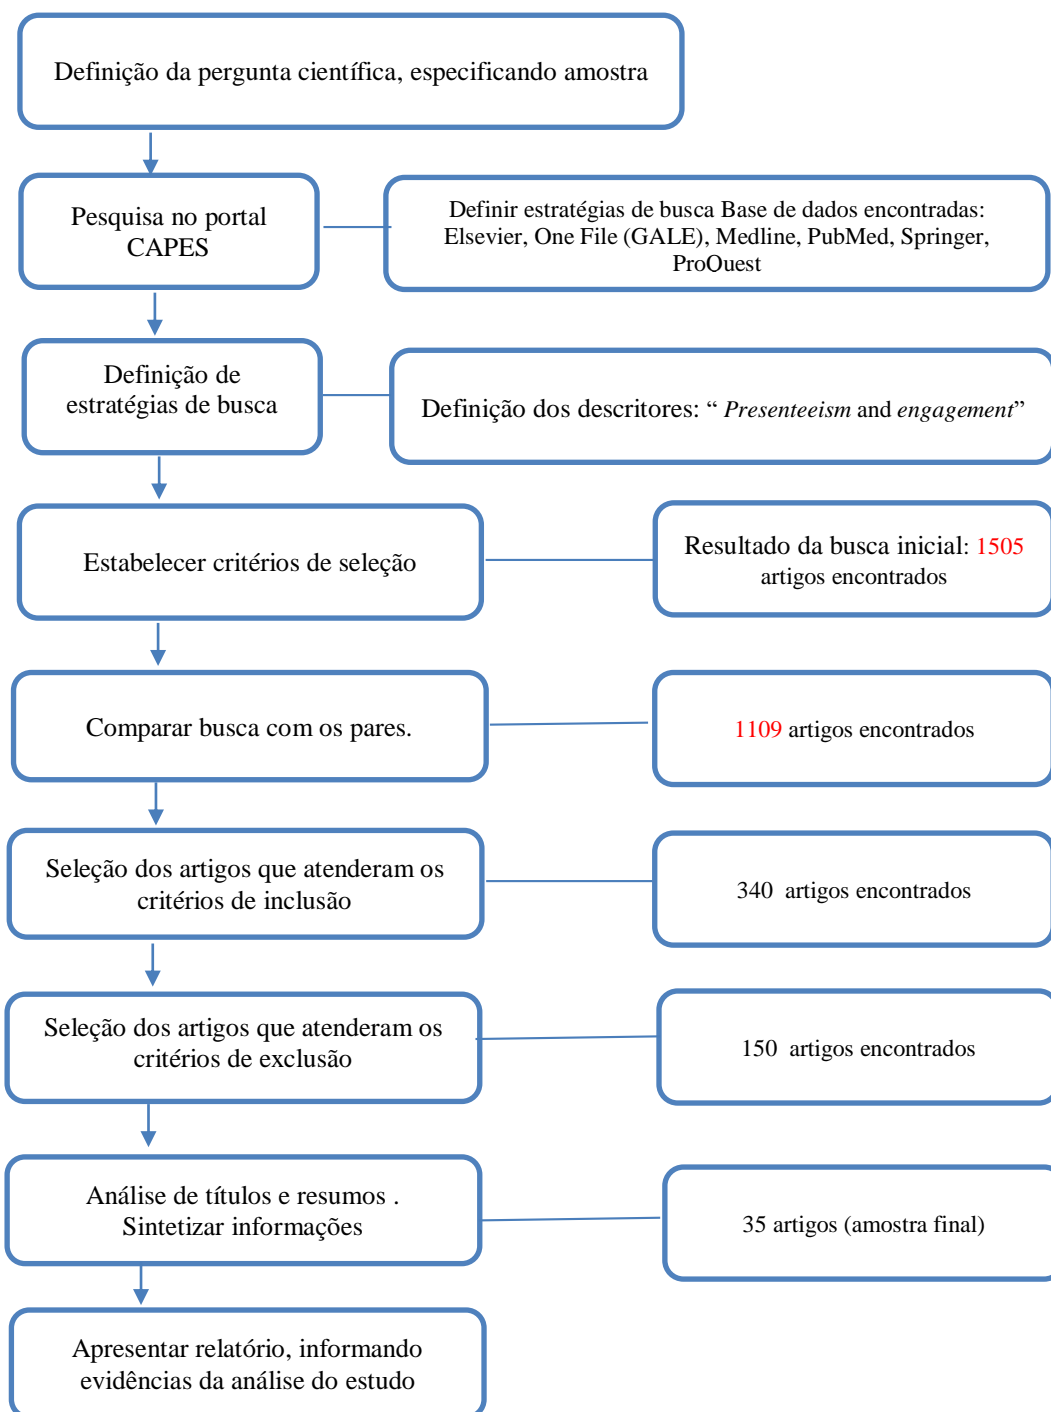 Definição da pergunta científica, especificando amostra
Pesquisa no portal
CAPES
Definir estratégias de busca Base de dados encontradas:
Elsevier, One File (GALE), Medline, PubMed, Springer,
ProQuest
Definição de
estratégias de busca
Definição dos descritores: “ Presenteeism and engagement”
Estabelecer critérios de seleção
Resultado da busca inicial: 1505
artigos encontrados
Comparar busca com os pares.
1109 artigos encontrados
Seleção dos artigos que atenderam os
critérios de inclusão
340 artigos encontrados
Seleção dos artigos que atenderam os
critérios de exclusão
150 artigos encontrados
Análise de títulos e resumos .
Sintetizar informações
35 artigos (amostra final)
Apresentar relatório, informando
evidências da análise do estudo